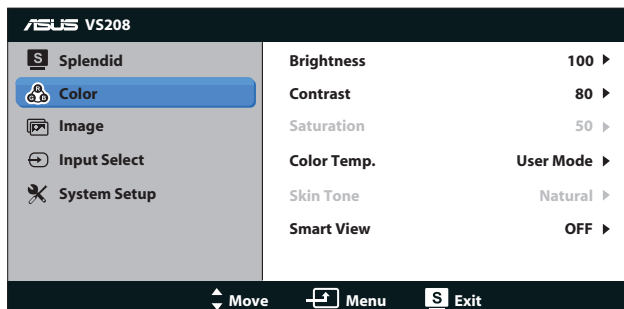 ASUS VS208
S Splendid
R G B Color
Image
Input Select
System Setup
Brightness 100
Contrast 80
Saturation 50
Color Temp. User Mode
Skin Tone Natural
Smart View OFF
Move Menu S Exit